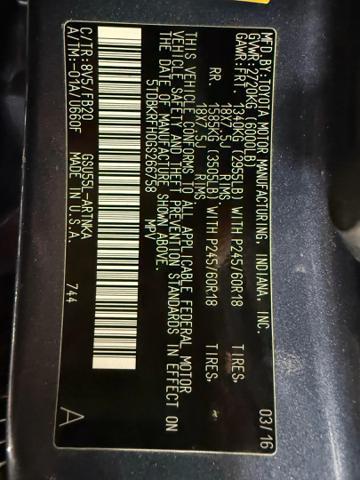 MFD BY:TOYOTA MOTOR MANUFACTURING, INDIANA, INC. 03/16
GVWR:2720KG (6000LB)
GAWR:FRT. 1340KG (2955LB) WITH P245/60R18 TIRES,
18X7.5J RIMS
RR 1585KG (3505LB) WITH P245/60R18 TIRES,
18X7.5J RIMS
THIS VEHICLE CONFORMS TO ALL APPLICABLE FEDERAL MOTOR
VEHICLE SAFETY AND THEFT PREVENTION STANDARDS IN EFFECT ON
THE DATE OF MANUFACTURE SHOWN ABOVE.
5TDBKRFH0GS266758 MPV
C/TR:8V5/FB20 GSU55L-ARTNKA 744
A/TM:-01A/U660F MADE IN U.S.A. A